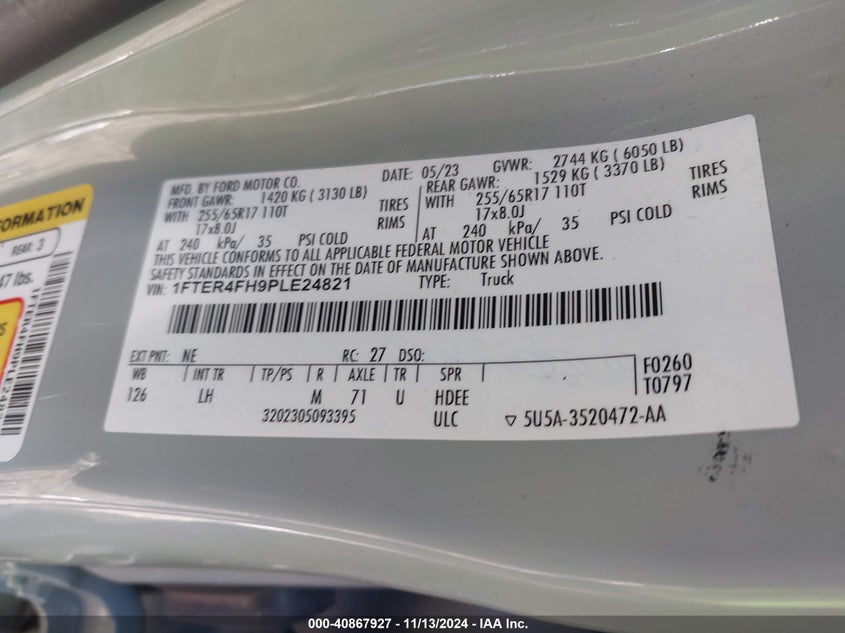 MFD. BY FORD MOTOR CO.
DATE: 05/23 GVWR: 2744 KG ( 6050 LB)
FRONT GAWR: 1420 KG ( 3130 LB)
WITH 255/65R17 110T TIRES
17x8.0J RIMS
AT 240 kPa/ 35 PSI COLD
REAR GAWR: 1529 KG ( 3370 LB)
WITH 255/65R17 110T TIRES
17x8.0J RIMS
AT 240 kPa/ 35 PSI COLD
THIS VEHICLE CONFORMS TO ALL APPLICABLE FEDERAL MOTOR VEHICLE
SAFETY STANDARDS IN EFFECT ON THE DATE OF MANUFACTURE SHOWN ABOVE.
VIN: 1FTER4FH9PLE24821 TYPE: Truck
EXT PNT: NE RC: 27 DSO:
WB INT TR TP/PS R AXLE TR SPR
126 LH M 71 U HDEE
F0260
T0797
3202305093395 ULC ▽ 5U5A-3520472-AA
REAR: 3
lbs.
000-40867927 - 11/13/2024 - IAA Inc.